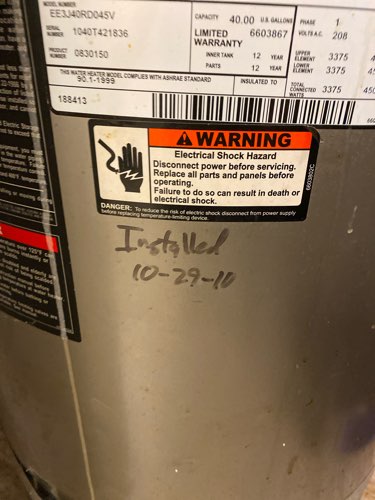 MODEL NUMBER EE3J40RD045V
SERIAL NUMBER 1040T421836
PRODUCT NUMBER 0830150
CAPACITY 40.00 U.S. GALLONS
LIMITED WARRANTY 6603867
INNER TANK 12 YEAR
PARTS 12 YEAR
PHASE 1
VOLTS A.C. 208
UPPER ELEMENT 3375
LOWER ELEMENT 3375
TOTAL CONNECTED WATTS 3375
THIS WATER HEATER MODEL COMPLIES WITH ASHRAE STANDARD
90.1-1999
INSULATED TO
188413
WARNING
Electrical Shock Hazard
Disconnect power before servicing.
Replace all parts and panels before
operating.
Failure to do so can result in death or
electrical shock.
DANGER: To reduce the risk of electric shock disconnect from power supply
before replacing temperature-limiting device.
6603802C
Installed
10-29-10